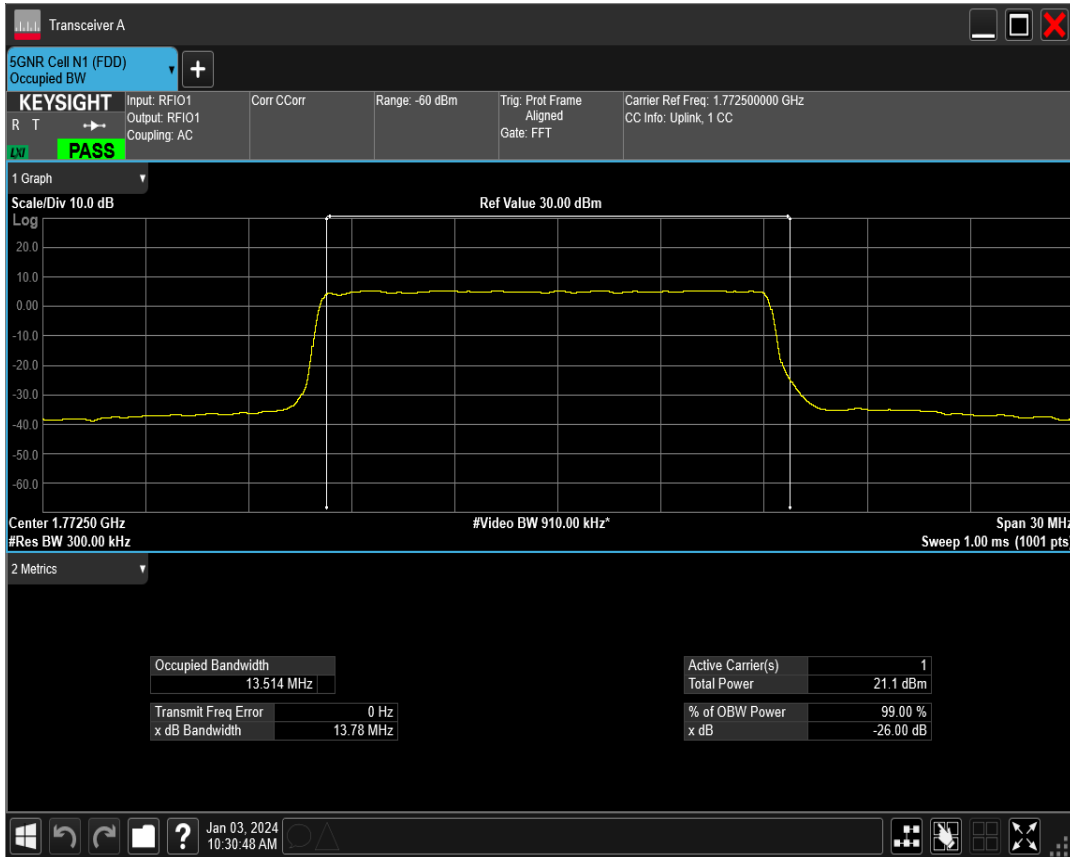 Transceiver A
5GNR Cell N1 (FDD)
Occupied BW
+
KEYSIGHT
R T
LXI
PASS
Input: RFIO1
Output: RFIO1
Coupling: AC
Corr CCorr
Range: -60 dBm
Trig: Prot Frame
Aligned
Gate: FFT
Carrier Ref Freq: 1.772500000 GHz
CC Info: Uplink, 1 CC
1 Graph
Scale/Div 10.0 dB
Ref Value 30.00 dBm
Log
20.0
10.0
0.00
-10.0
-20.0
-30.0
-40.0
-50.0
-60.0
Center 1.77250 GHz
#Video BW 910.00 kHz*
Span 30 MHz
#Res BW 300.00 kHz
Sweep 1.00 ms (1001 pts)
2 Metrics
Occupied Bandwidth
13.514 MHz
Transmit Freq Error 0 Hz
x dB Bandwidth 13.78 MHz
Active Carrier(s) 1
Total Power 21.1 dBm
% of OBW Power 99.00 %
x dB -26.00 dB
?
Jan 03, 2024
10:30:48 AM